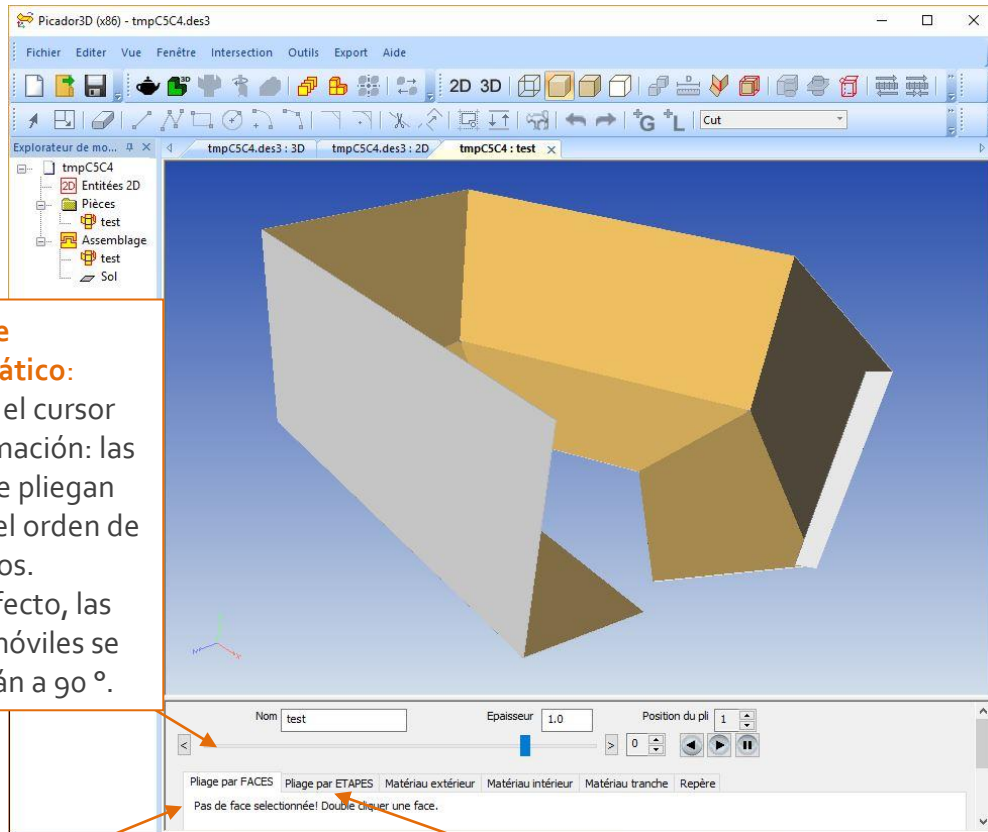 Picador3D (x86) - tmpC5C4.des3
Fichier Editer Vue Fenêtre Intersection Outils Export Aide
2D 3D
G L Cut
Explorateur de mo...
tmpC5C4.des3 : 3D tmpC5C4.des3 : 2D tmpC5C4 : test
tmpC5C4
2D Entitées 2D
Pièces
test
Assemblage
test
Sol
e
ático:
el cursor
mación: las
e pliegan
el orden de
os.
fecto, las
móviles se
án a 90 °.
Nom test Epaisseur 1.0 Position du pli 1
< > 0
Pliage par FACES Pliage par ETAPES Matériau extérieur Matériau intérieur Matériau tranche Repère
Pas de face selectionnée! Double cliquer une face.